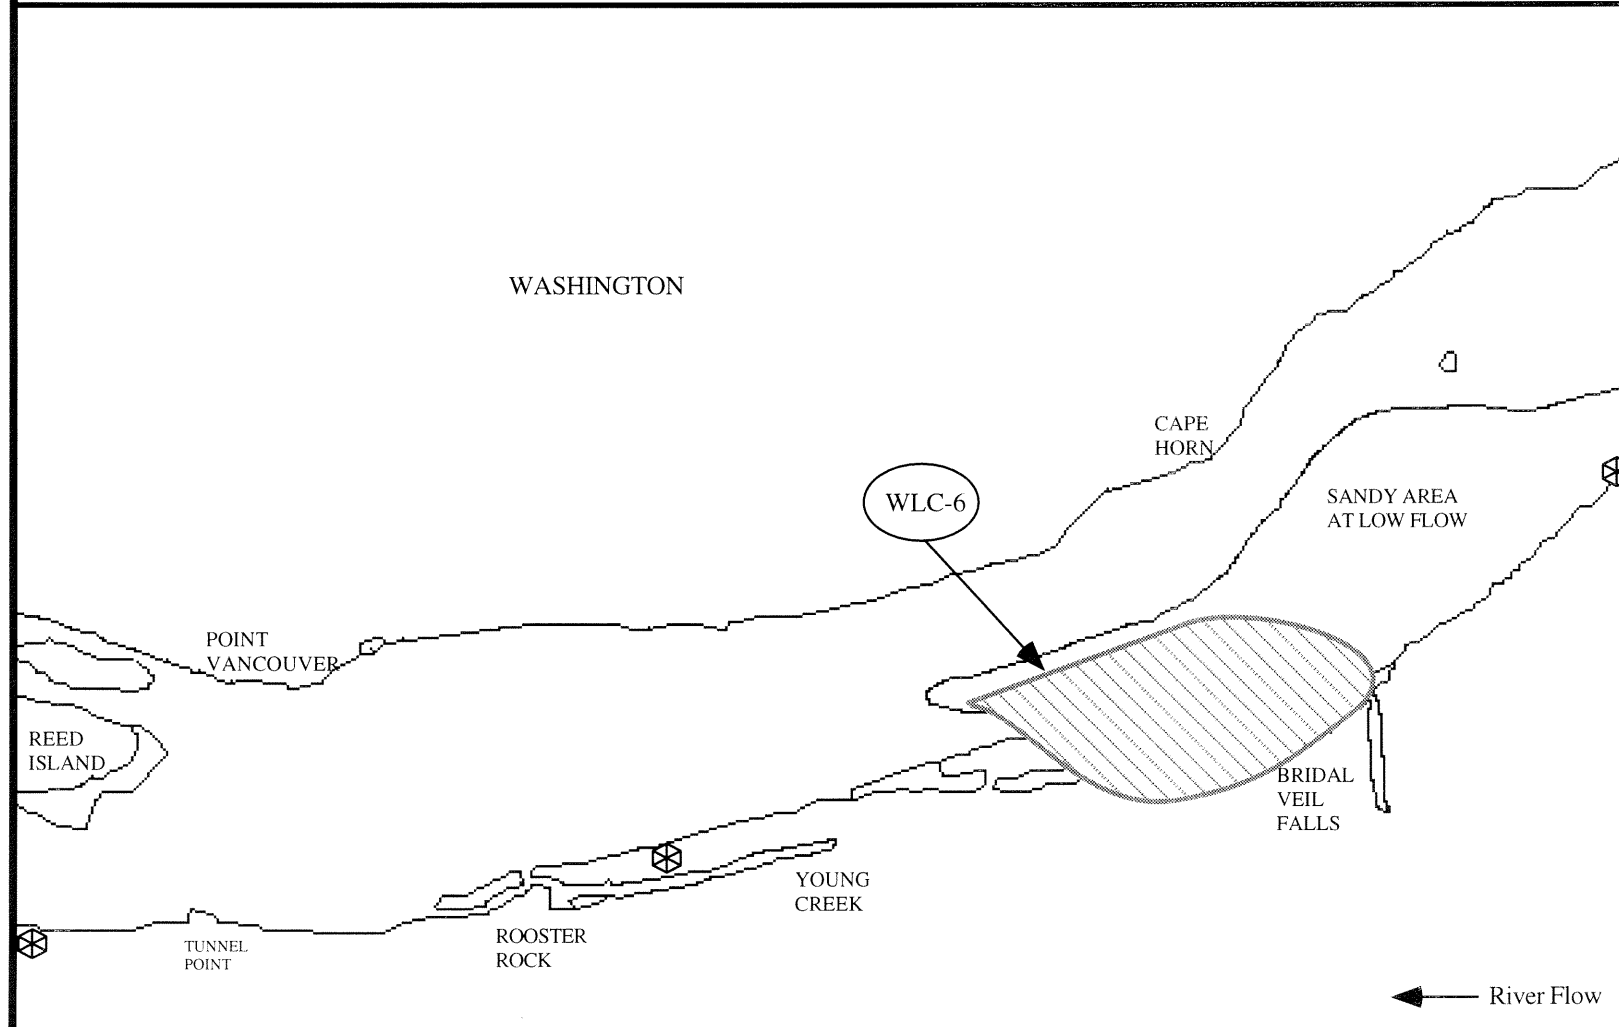 WASHINGTON
CAPE
HORN
WLC-6
SANDY AREA
AT LOW FLOW
POINT
VANCOUVER
REED
ISLAND
BRIDAL
VEIL
FALLS
YOUNG
CREEK
ROOSTER
ROCK
TUNNEL
POINT
River Flow